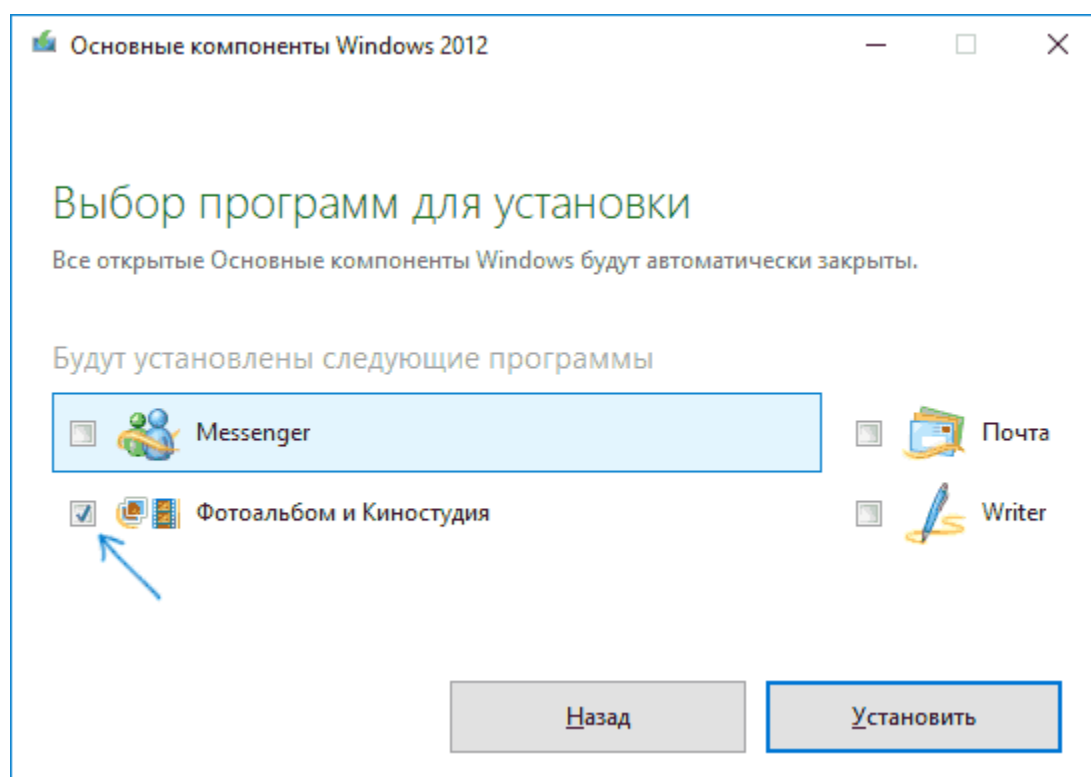 Основные компоненты Windows 2012
Выбор программ для установки
Все открытые Основные компоненты Windows будут автоматически закрыты.
Будут установлены следующие программы
Messenger
Почта
Фотоальбом и Киностудия
Writer
Назад
Установить